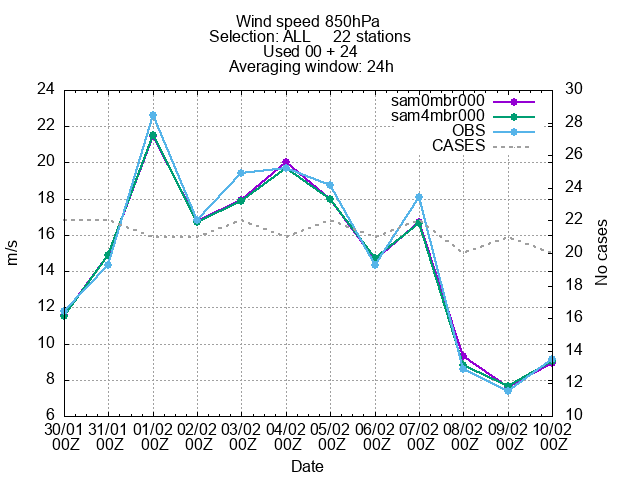 Wind speed 850hPa
Selection: ALL 22 stations
Used 00 + 24
Averaging window: 24h
sam0mbr000
sam4mbr000
OBS
CASES
24
22
20
18
16
14
12
10
8
6
m/s
30
28
26
24
22
20
18
16
14
12
10
No cases
30/01 31/01 01/02 02/02 03/02 04/02 05/02 06/02 07/02 08/02 09/02 10/02
00Z 00Z 00Z 00Z 00Z 00Z 00Z 00Z 00Z 00Z 00Z 00Z
Date